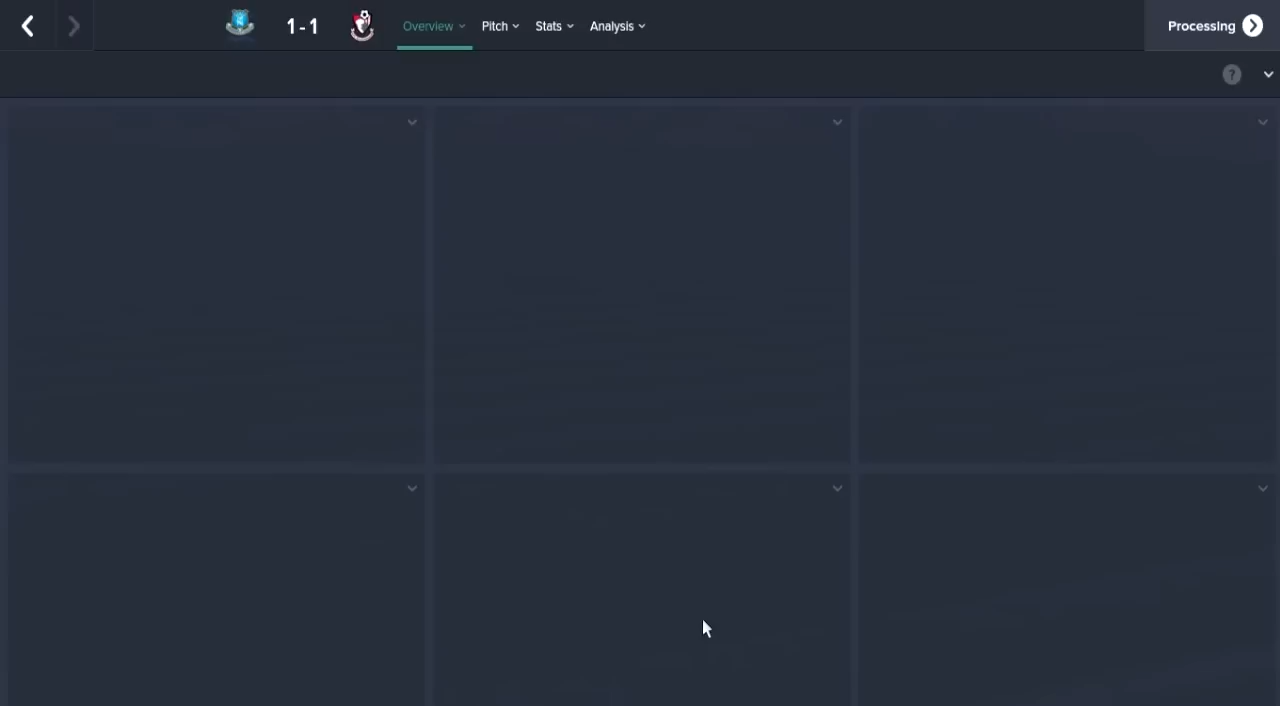 1 - 1
Overview
Pitch
Stats
Analysis
Processing
?